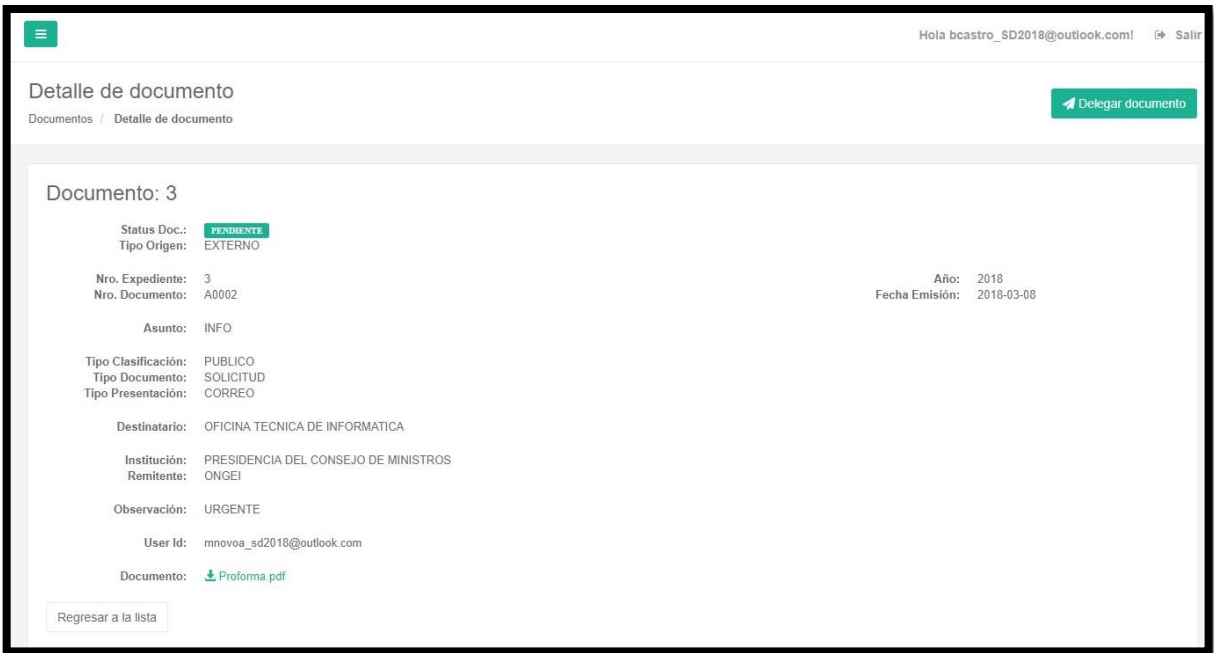 Hola bcastro_SD2018@outlook.com! Salir
Detalle de documento
Delegar documento
Documentos / Detalle de documento
Documento: 3
Status Doc.: PENDIENTE
Tipo Origen: EXTERNO
Nro. Expediente: 3 Año: 2018
Nro. Documento: A0002 Fecha Emisión: 2018-03-08
Asunto: INFO
Tipo Clasificación: PUBLICO
Tipo Documento: SOLICITUD
Tipo Presentación: CORREO
Destinatario: OFICINA TECNICA DE INFORMATICA
Institución: PRESIDENCIA DEL CONSEJO DE MINISTROS
Remitente: ONGEI
Observación: URGENTE
User Id: mnovoa_sd2018@outlook.com
Documento: Proforma.pdf
Regresar a la lista